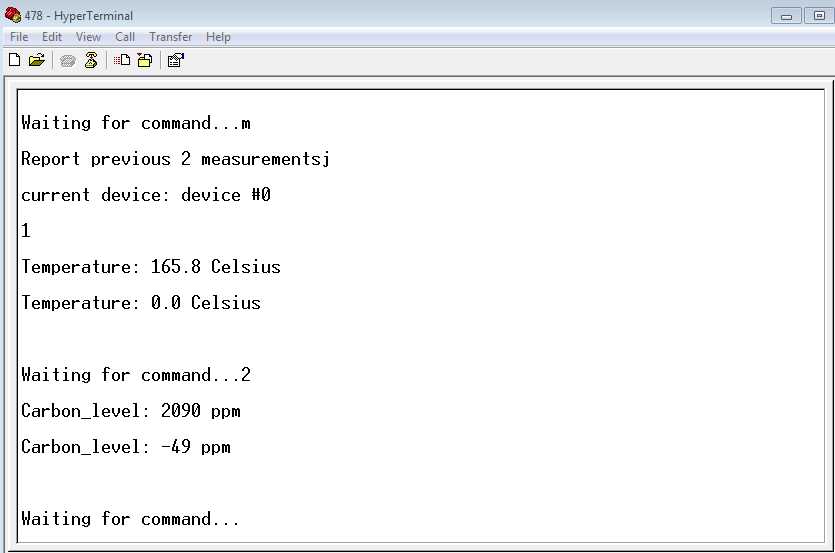 478 - HyperTerminal
File Edit View Call Transfer Help
Waiting for command...m
Report previous 2 measurementsj
current device: device #0
1
Temperature: 165.8 Celsius
Temperature: 0.0 Celsius
Waiting for command...2
Carbon_level: 2090 ppm
Carbon_level: -49 ppm
Waiting for command...